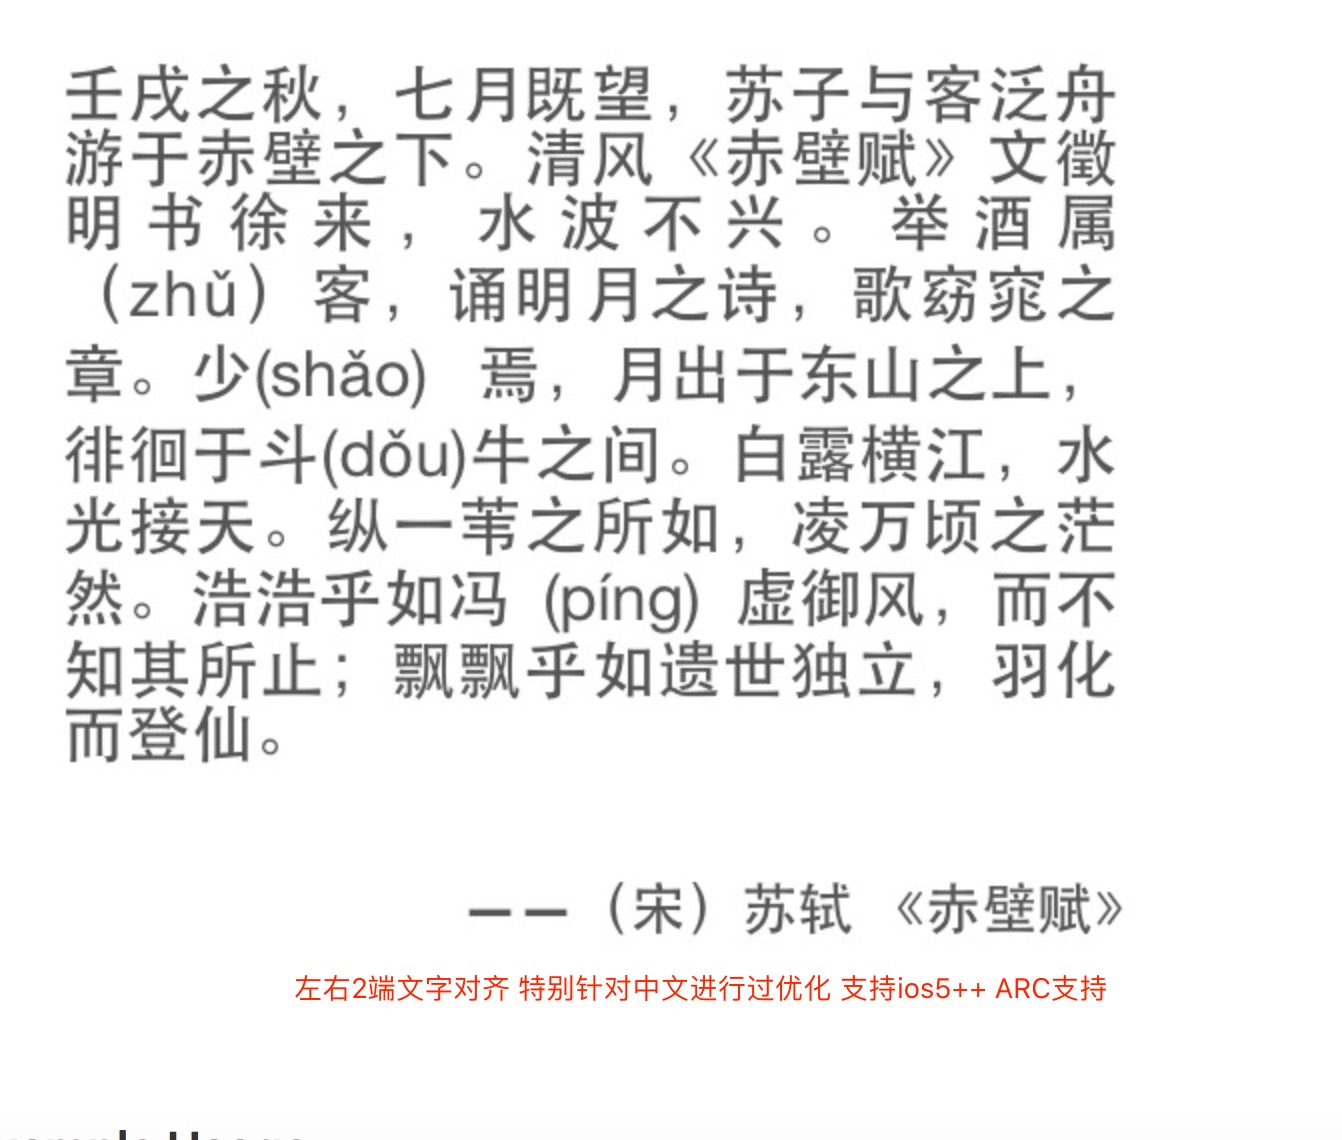 壬戌之秋，七月既望，苏子与客泛舟
游于赤壁之下。清风《赤壁赋》文徵
明书徐来，水波不兴。举酒属
（zhǔ）客，诵明月之诗，歌窈窕之
章。少(shǎo) 焉，月出于东山之上，
徘徊于斗(dǒu)牛之间。白露横江，水
光接天。纵一苇之所如，凌万顷之茫
然。浩浩乎如冯 (píng) 虚御风，而不
知其所止；飘飘乎如遗世独立，羽化
而登仙。
——（宋）苏轼 《赤壁赋》
左右2端文字对齐 特别针对中文进行过优化 支持ios5++ ARC支持